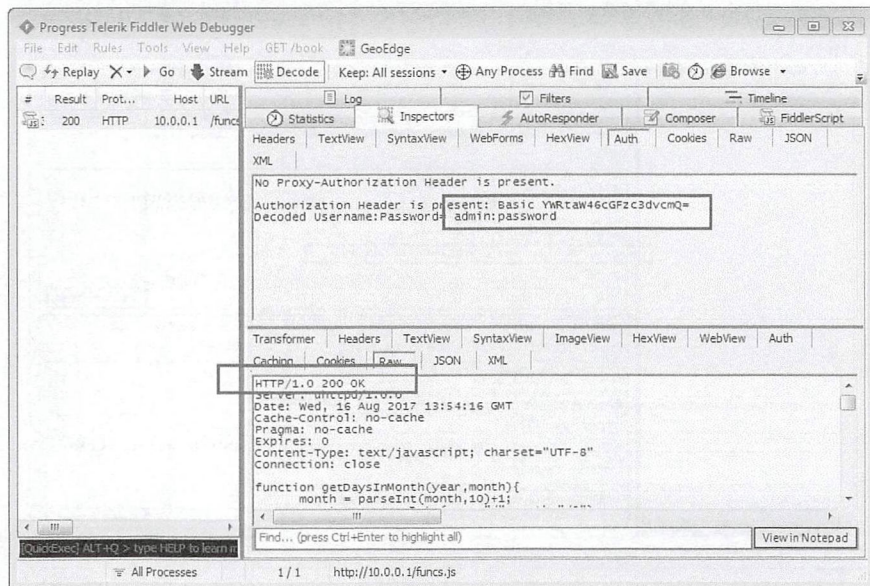 Progress Telerik Fiddler Web Debugger
File Edit Rules Tools View Help GET /book GeoEdge
Replay Go Stream Decode Keep: All sessions Any Process Find Save Browse
# Result Prot... Host URL
200 HTTP 10.0.0.1 /funcs
Log Filters Timeline
Statistics Inspectors AutoResponder Composer FiddlerScript
Headers TextView SyntaxView WebForms HexView Auth Cookies Raw JSON
XML
No Proxy-Authorization Header is present.
Authorization Header is present: Basic YWRtaW46cGFzc3dvcmQ=
Decoded Username:Password= admin:password
Transformer Headers TextView SyntaxView ImageView HexView WebView Auth
Caching Cookies Raw JSON XML
HTTP/1.0 200 OK
Server: uhttpd/1.0.0
Date: Wed, 16 Aug 2017 13:54:16 GMT
Cache-Control: no-cache
Pragma: no-cache
Expires: 0
Content-Type: text/javascript; charset="UTF-8"
Connection: close
function getDaysInMonth(year,month){
month = parseInt(month,10)+1;
Find... (press Ctrl+Enter to highlight all) View in Notepad
[QuickExec] ALT+Q > type HELP to learn m
All Processes 1 / 1 http://10.0.0.1/funcs.js